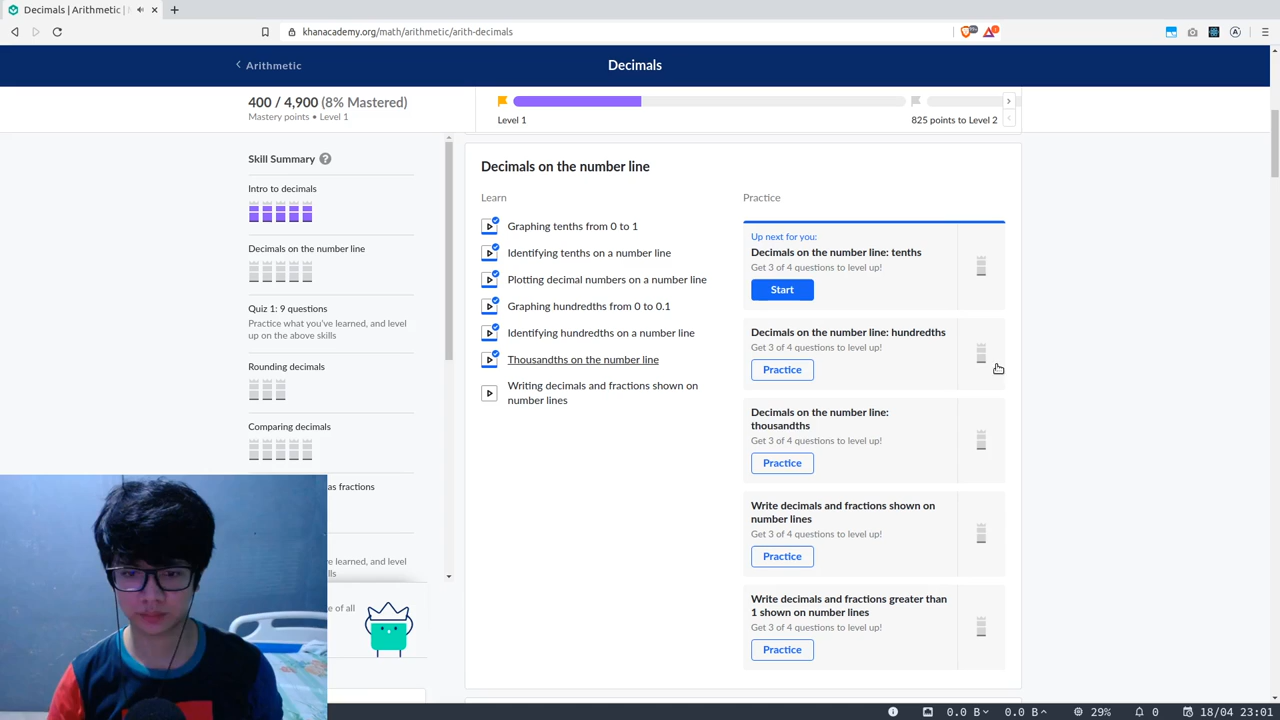 Decimals | Arithmetic |
khanacademy.org/math/arithmetic/arith-decimals
Arithmetic
Decimals
400 / 4,900 (8% Mastered)
Mastery points • Level 1
Level 1
825 points to Level 2
Skill Summary ?
Intro to decimals
Decimals on the number line
Quiz 1: 9 questions
Practice what you've learned, and level
up on the above skills
Rounding decimals
Comparing decimals
as fractions
e learned, and level
lls
e of all
Decimals on the number line
Learn
Graphing tenths from 0 to 1
Identifying tenths on a number line
Plotting decimal numbers on a number line
Graphing hundredths from 0 to 0.1
Identifying hundredths on a number line
Thousandths on the number line
Writing decimals and fractions shown on
number lines
Practice
Up next for you:
Decimals on the number line: tenths
Get 3 of 4 questions to level up!
Start
Decimals on the number line: hundredths
Get 3 of 4 questions to level up!
Practice
Decimals on the number line:
thousandths
Get 3 of 4 questions to level up!
Practice
Write decimals and fractions shown on
number lines
Get 3 of 4 questions to level up!
Practice
Write decimals and fractions greater than
1 shown on number lines
Get 3 of 4 questions to level up!
Practice
0.0 B
0.0 B
29%
0
18/04 23:01